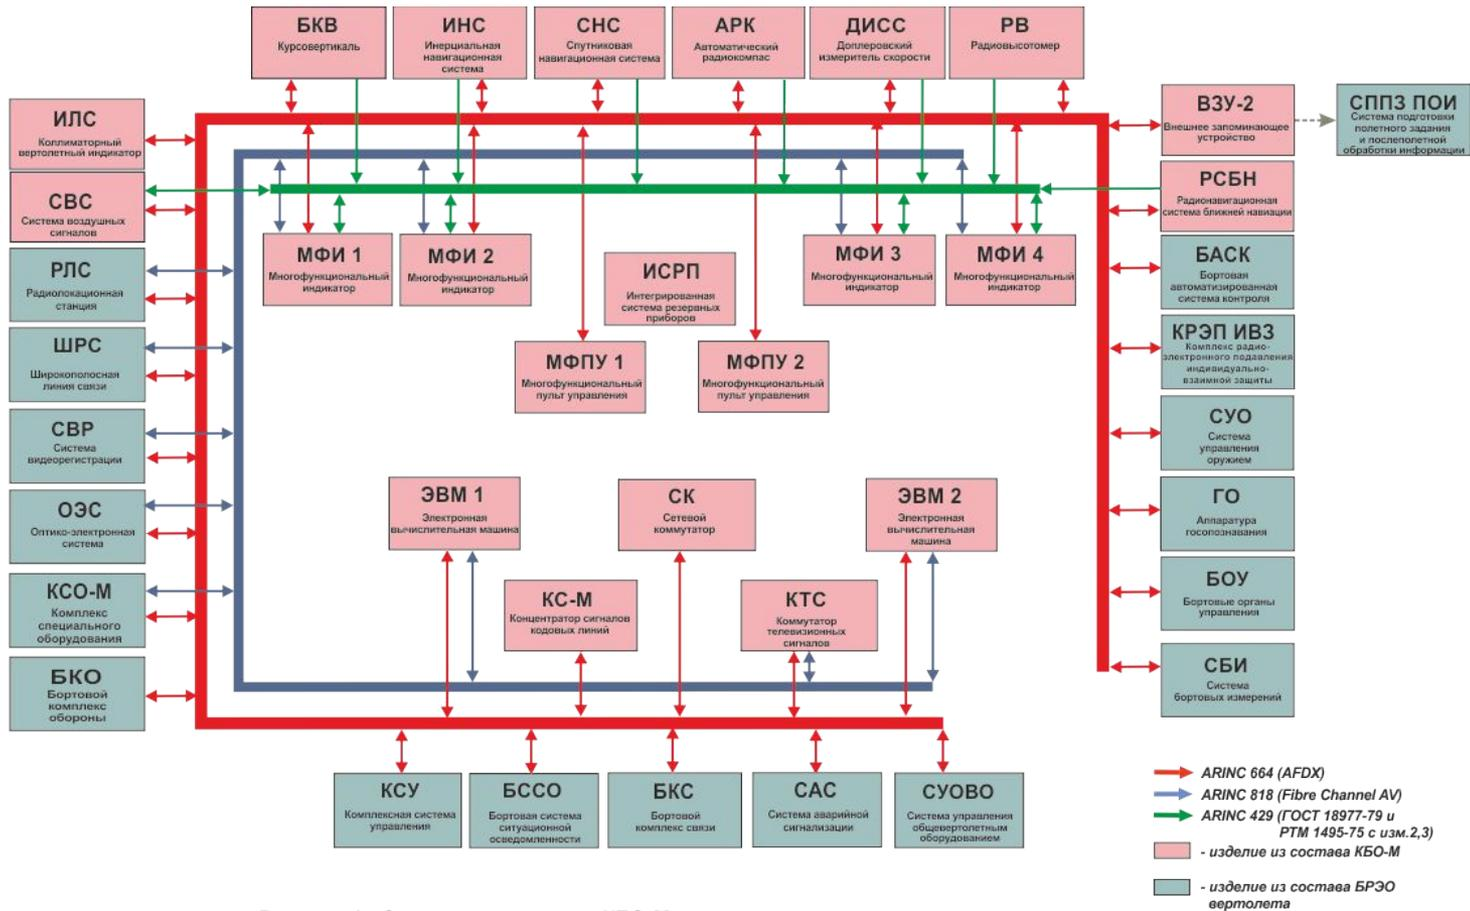 БКВ
Курсовертикаль
ИНС
Инерциальная
навигационная
система
СНС
Спутниковая
навигационная система
АРК
Автоматический
радиокомпас
ДИСС
Доплеровский
измеритель скорости
РВ
Радиовысотомер
ИЛС
Коллиматорный
вертолетный индикатор
СВС
Система воздушных
сигналов
РЛС
Радиолокационная
станция
ШРС
Широкополосная
линия связи
СВР
Система
видеорегистрации
ОЭС
Оптико-электронная
система
КСО-М
Комплекс
специального
оборудования
БКО
Бортовой
комплекс
обороны
МФИ 1
Многофункциональный
индикатор
МФИ 2
Многофункциональный
индикатор
ИСРП
Интегрированная
система резервных
приборов
МФИ 3
Многофункциональный
индикатор
МФИ 4
Многофункциональный
индикатор
МФПУ 1
Многофункциональный
пульт управления
МФПУ 2
Многофункциональный
пульт управления
ЭВМ 1
Электронная
вычислительная машина
СК
Сетевой
коммутатор
ЭВМ 2
Электронная
вычислительная
машина
КС-М
Концентратор сигналов
кодовых линий
КТС
Коммутатор
телевизионных
сигналов
КСУ
Комплексная система
управления
БССО
Бортовая система
ситуационной
осведомленности
БКС
Бортовой
комплекс связи
САС
Система аварийной
сигнализации
СУОВО
Система управления
общевертолетным
оборудованием
ВЗУ-2
Внешнее запоминающее
устройство
СППЗ ПОИ
Система подготовки
полетного задания
и послеполетной
обработки информации
РСБН
Радионавигационная
система ближней навиации
БАСК
Бортовая
автоматизированная
система контроля
КРЭП ИВЗ
Комплекс радио-
электронного подавления
индивидуально-
взаимной защиты
СУО
Система
управления
оружием
ГО
Аппаратура
госопознавания
БОУ
Бортовые органы
управления
СБИ
Система
бортовых измерений
ARINC 664 (AFDX)
ARINC 818 (Fibre Channel AV)
ARINC 429 (ГОСТ 18977-79 и
РТМ 1495-75 с изм.2,3)
- изделие из состава КБО-М
- изделие из состава БРЭО
вертолета